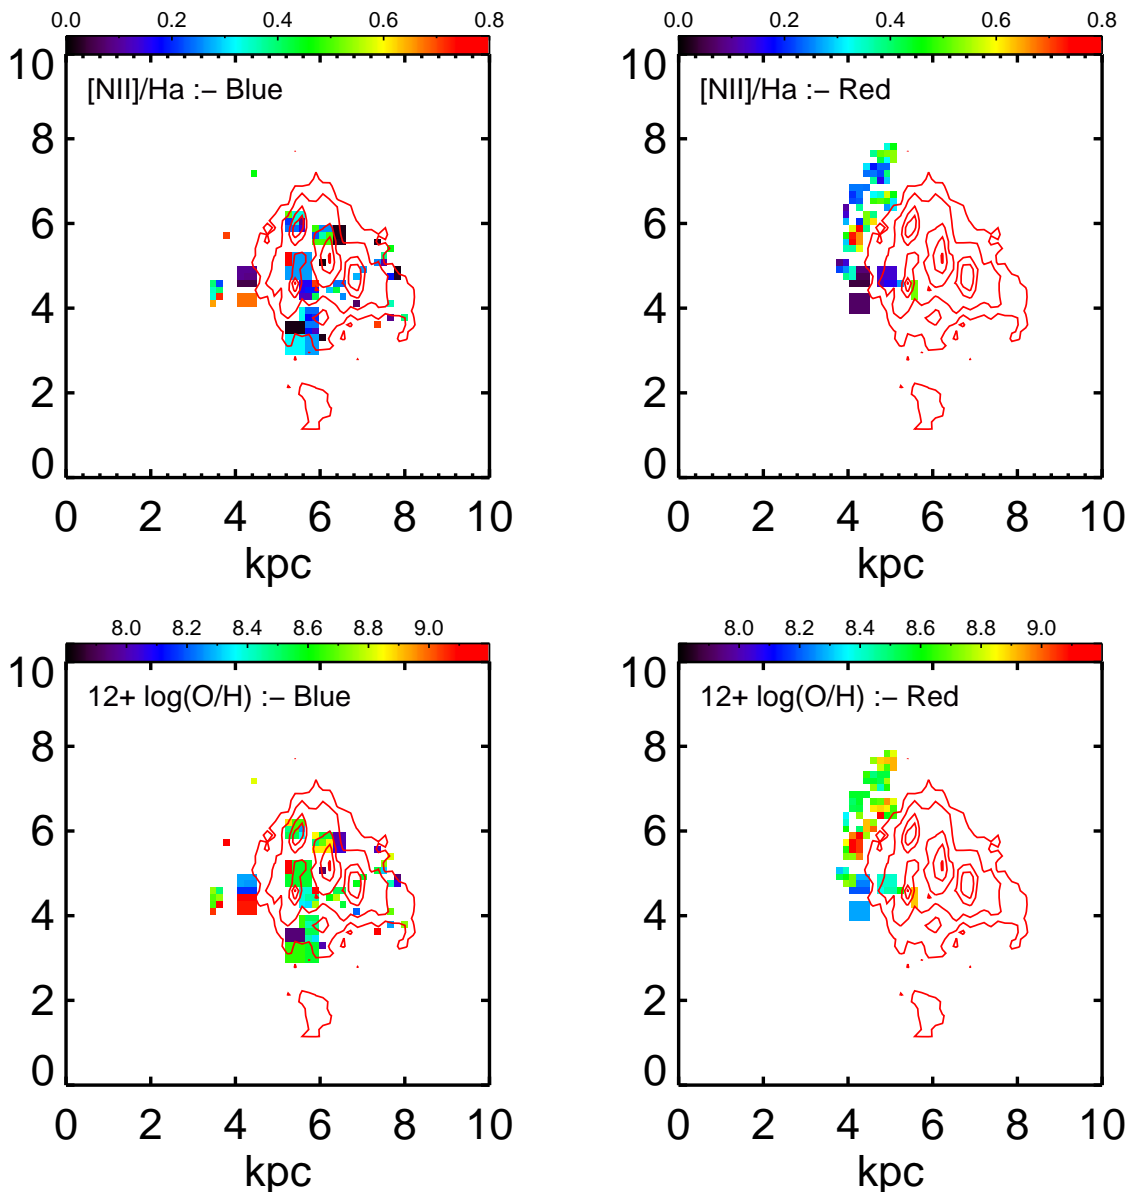 0.0 0.2 0.4 0.6 0.8
10
[NII]/Ha :− Blue
8
6
4
2
0
0 2 4 6 8 10
kpc
0.0 0.2 0.4 0.6 0.8
10
[NII]/Ha :− Red
8
6
4
2
0
0 2 4 6 8 10
kpc
8.0 8.2 8.4 8.6 8.8 9.0
10
12+ log(O/H) :− Blue
8
6
4
2
0
0 2 4 6 8 10
kpc
8.0 8.2 8.4 8.6 8.8 9.0
10
12+ log(O/H) :− Red
8
6
4
2
0
0 2 4 6 8 10
kpc